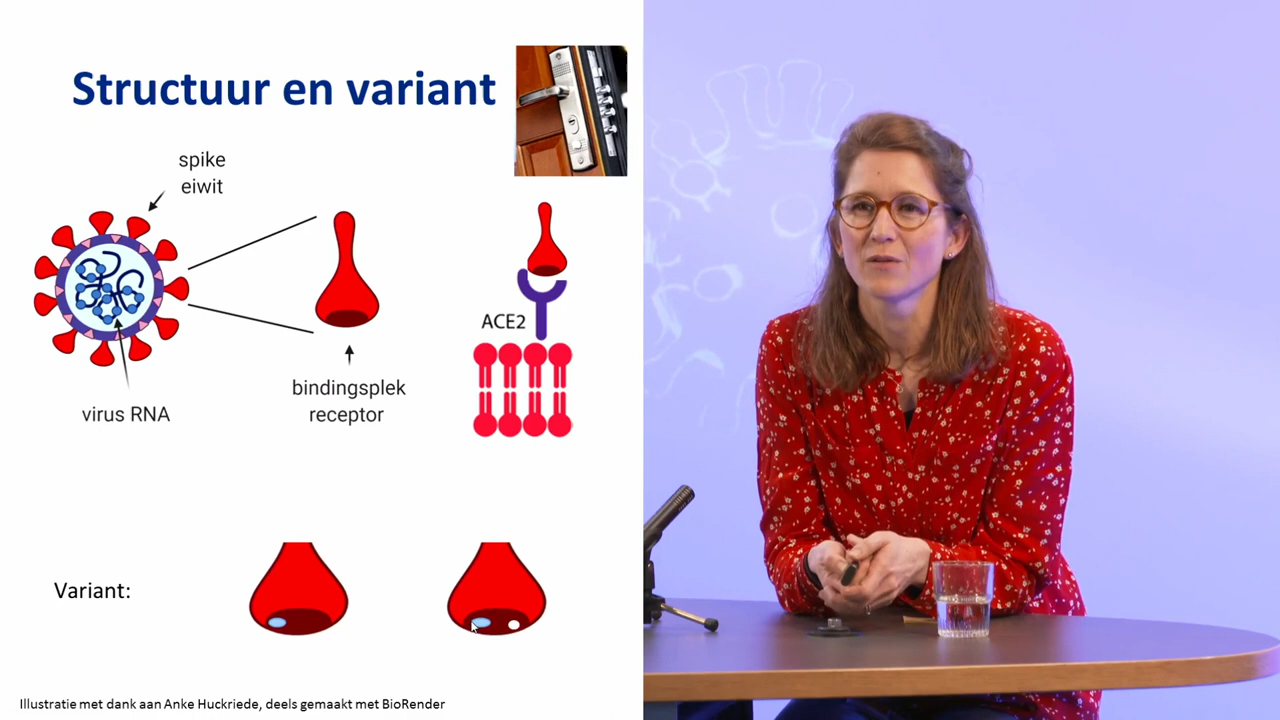 Structuur en variant
spike
eiwit
ACE2
bindingsplek
receptor
virus RNA
Variant:
Illustratie met dank aan Anke Huckriede, deels gemaakt met BioRender